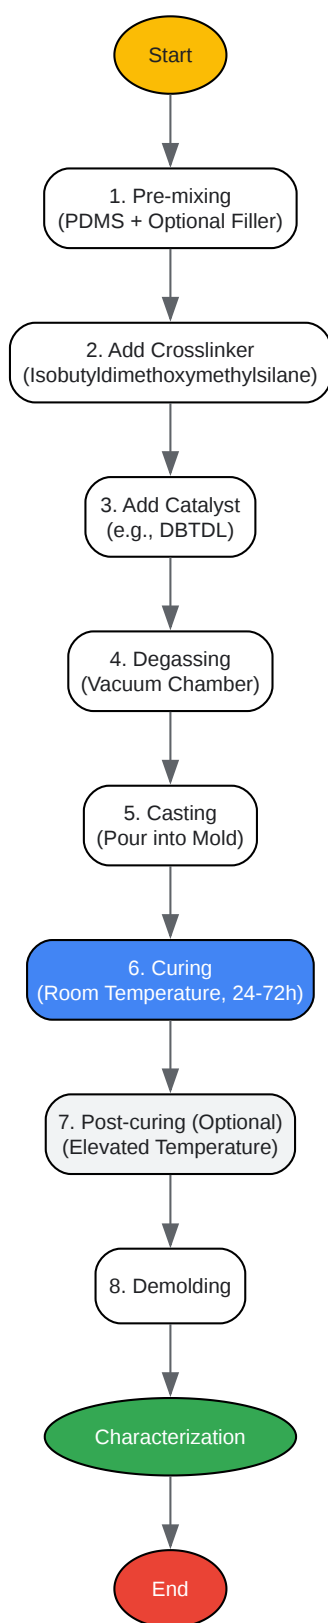 Start
1. Pre-mixing
(PDMS + Optional Filler)
2. Add Crosslinker
(Isobutyldimethoxymethylsilane)
3. Add Catalyst
(e.g., DBTDL)
4. Degassing
(Vacuum Chamber)
5. Casting
(Pour into Mold)
6. Curing
(Room Temperature, 24-72h)
7. Post-curing (Optional)
(Elevated Temperature)
8. Demolding
Characterization
End